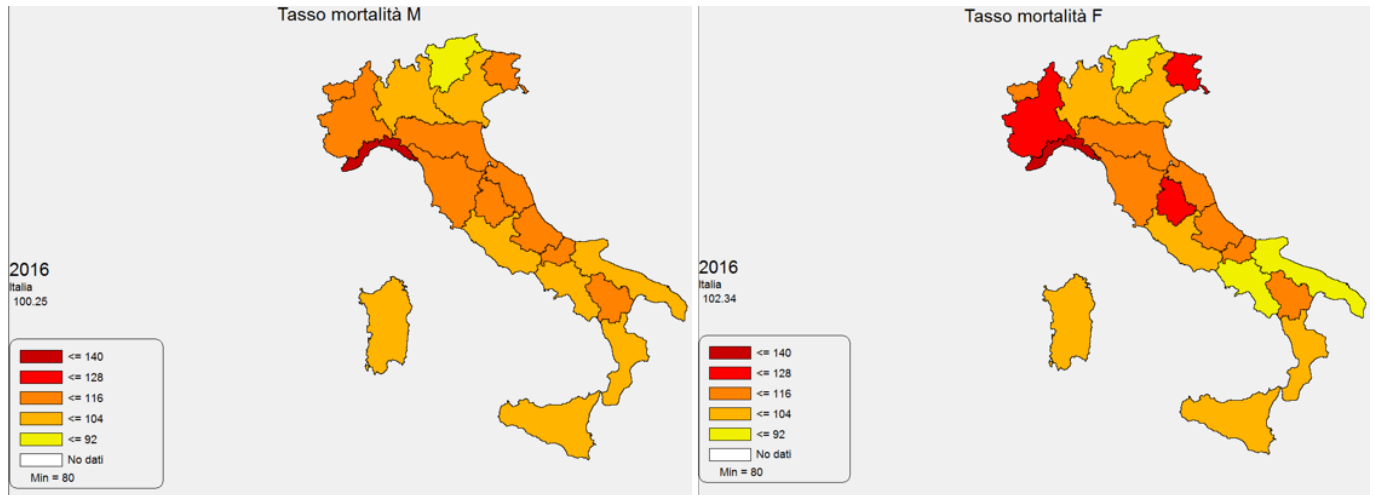 Tasso mortalità M
2016
Italia
100.25
<= 140
<= 128
<= 116
<= 104
<= 92
No dati
Min = 80
Tasso mortalità F
2016
Italia
102.34
<= 140
<= 128
<= 116
<= 104
<= 92
No dati
Min = 80